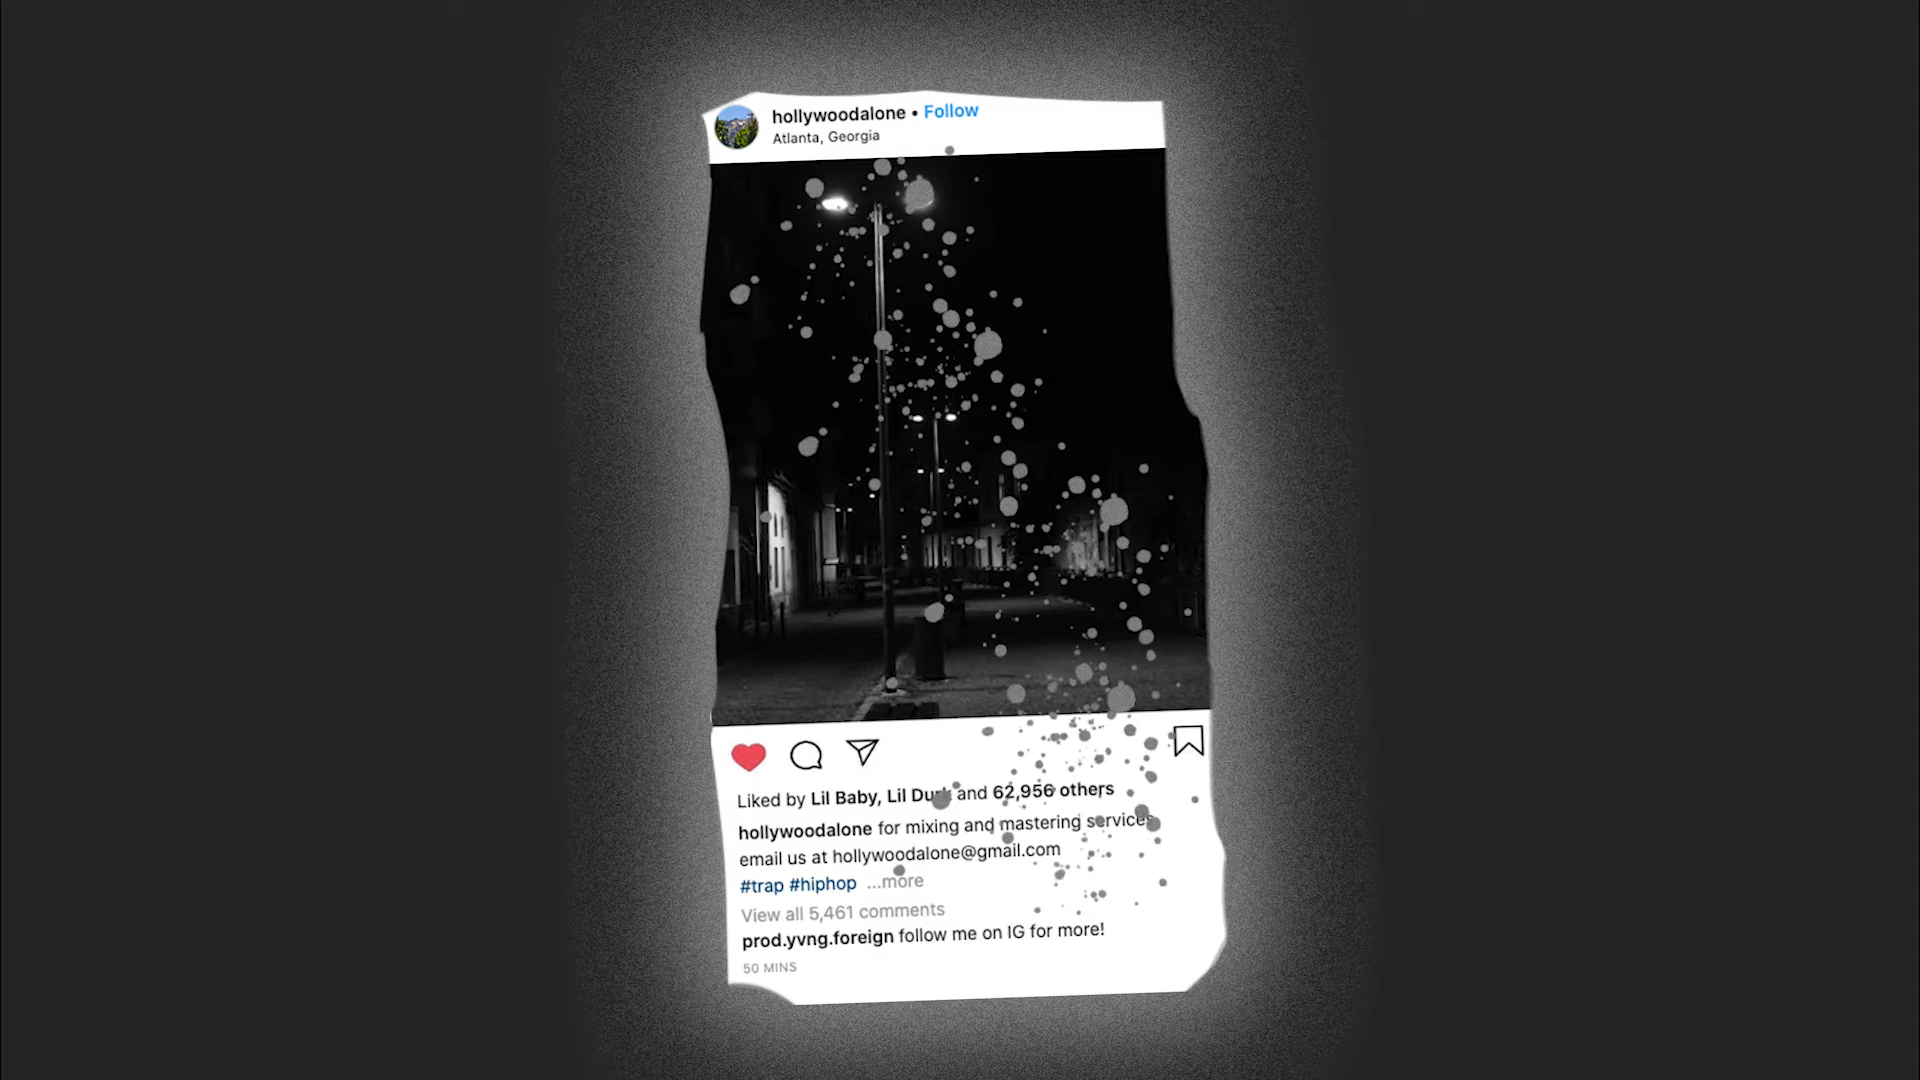 hollywoodalone • Follow
Atlanta, Georgia
Liked by Lil Baby, Lil Durk and 62,956 others
hollywoodalone for mixing and mastering services
email us at hollywoodalone@gmail.com
#trap #hiphop ...more
View all 5,461 comments
prod.yvng.foreign follow me on IG for more!
50 MINS